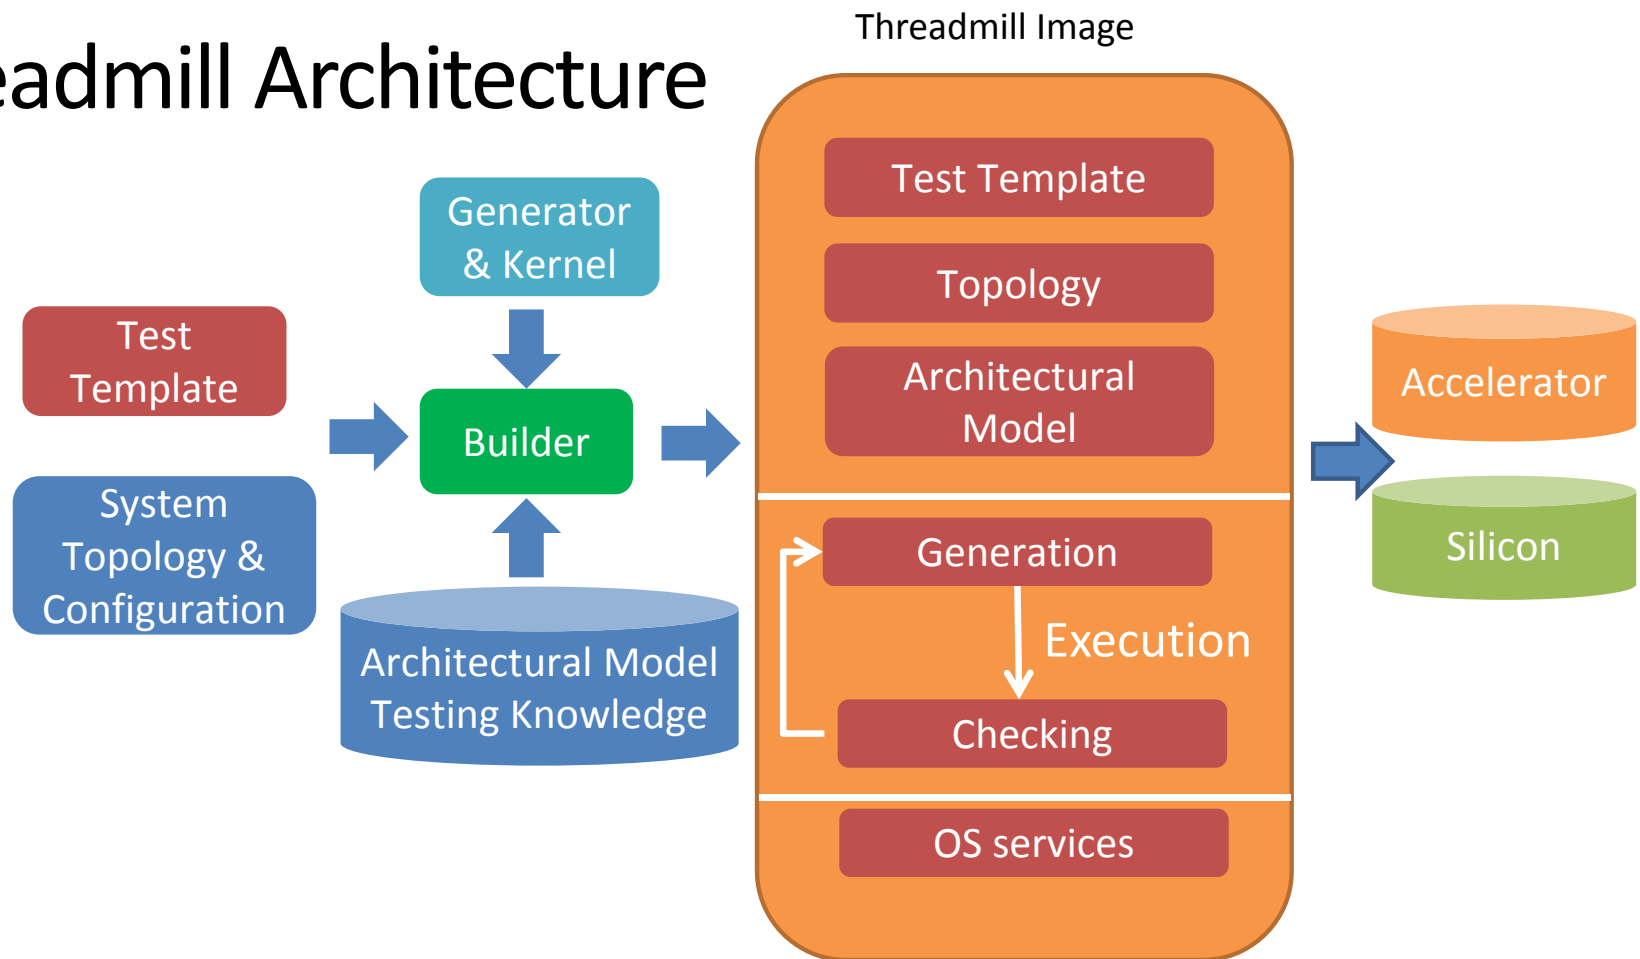 Threadmill Image
eadmill Architecture
Generator
& Kernel
Test
Template
Builder
System
Topology &
Configuration
Architectural Model
Testing Knowledge
Test Template
Topology
Architectural
Model
Generation
Execution
Checking
OS services
Accelerator
Silicon